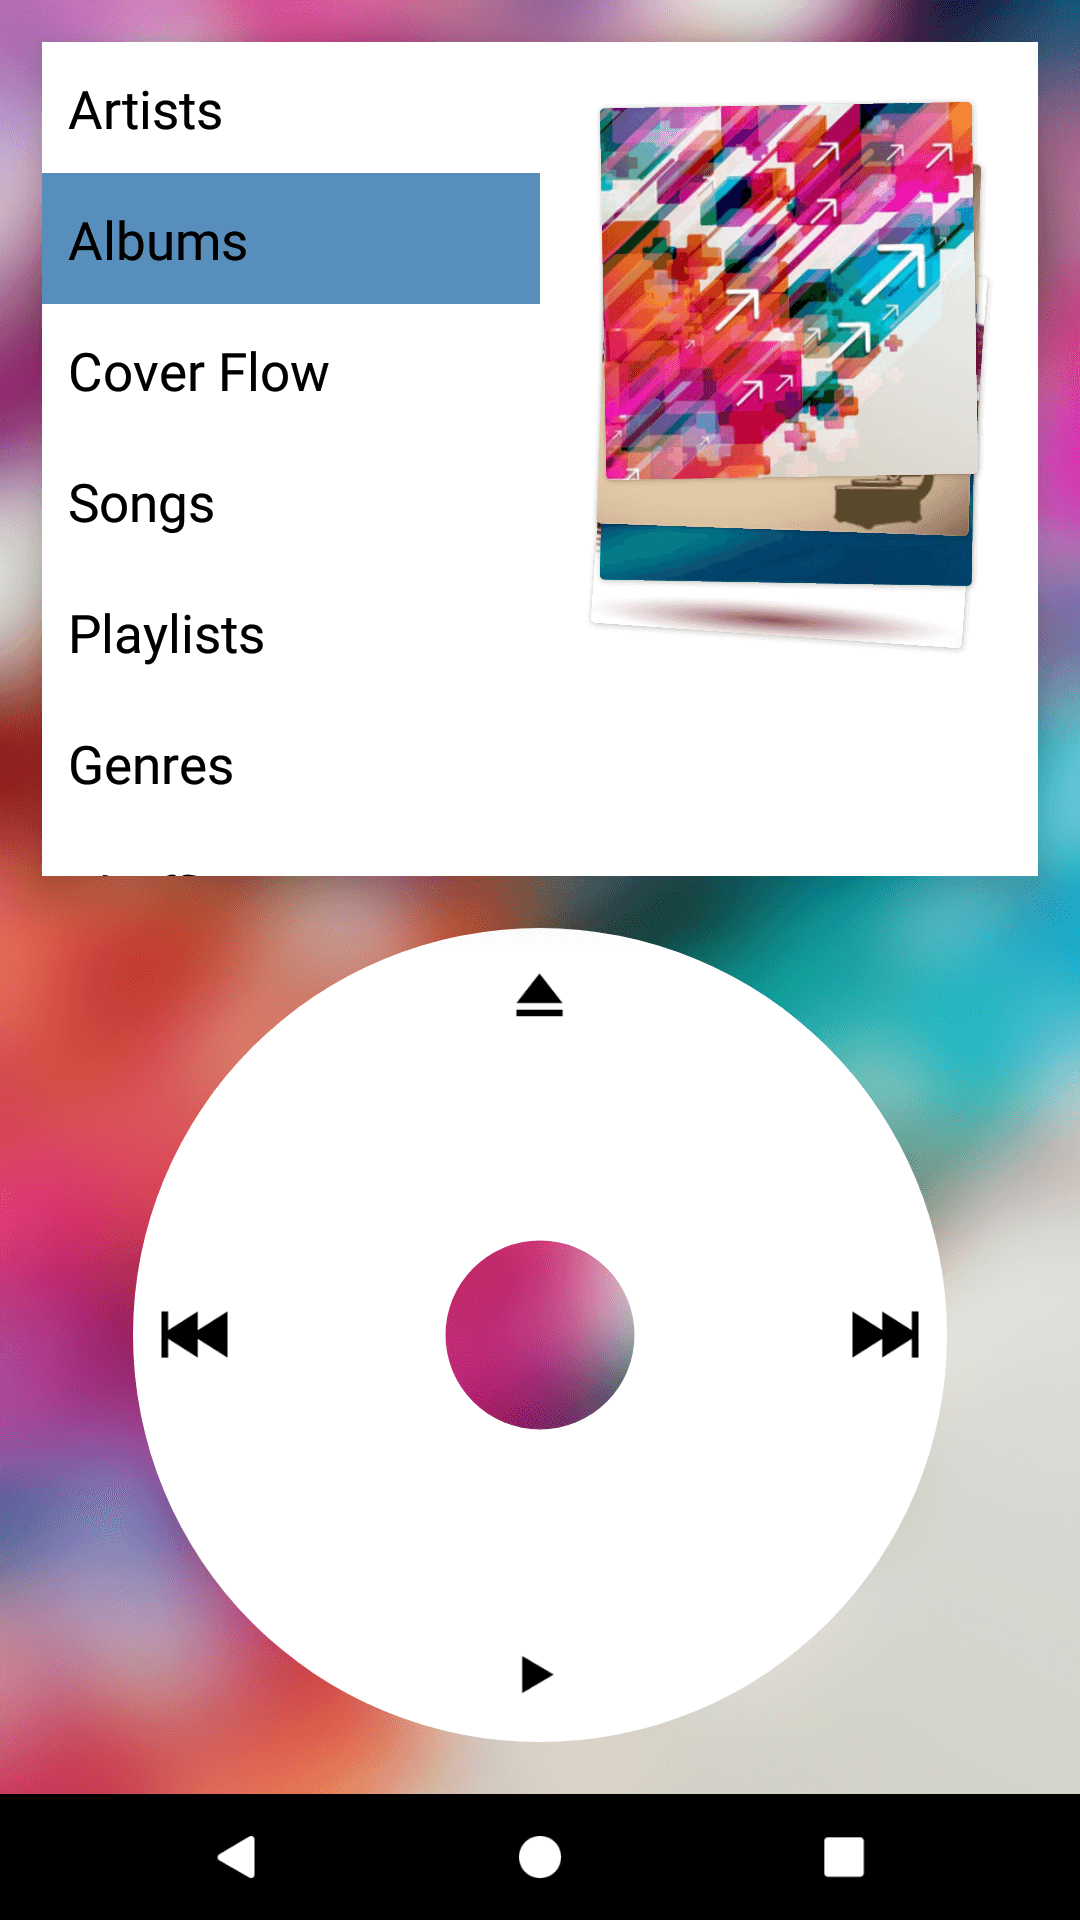 Artists
Albums
Cover Flow
Songs
Playlists
Genres